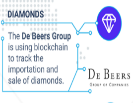 DIAMONDS
The De Beers Group
is using blockchain
to track the
importation and
sale of diamonds.
DE BEERS